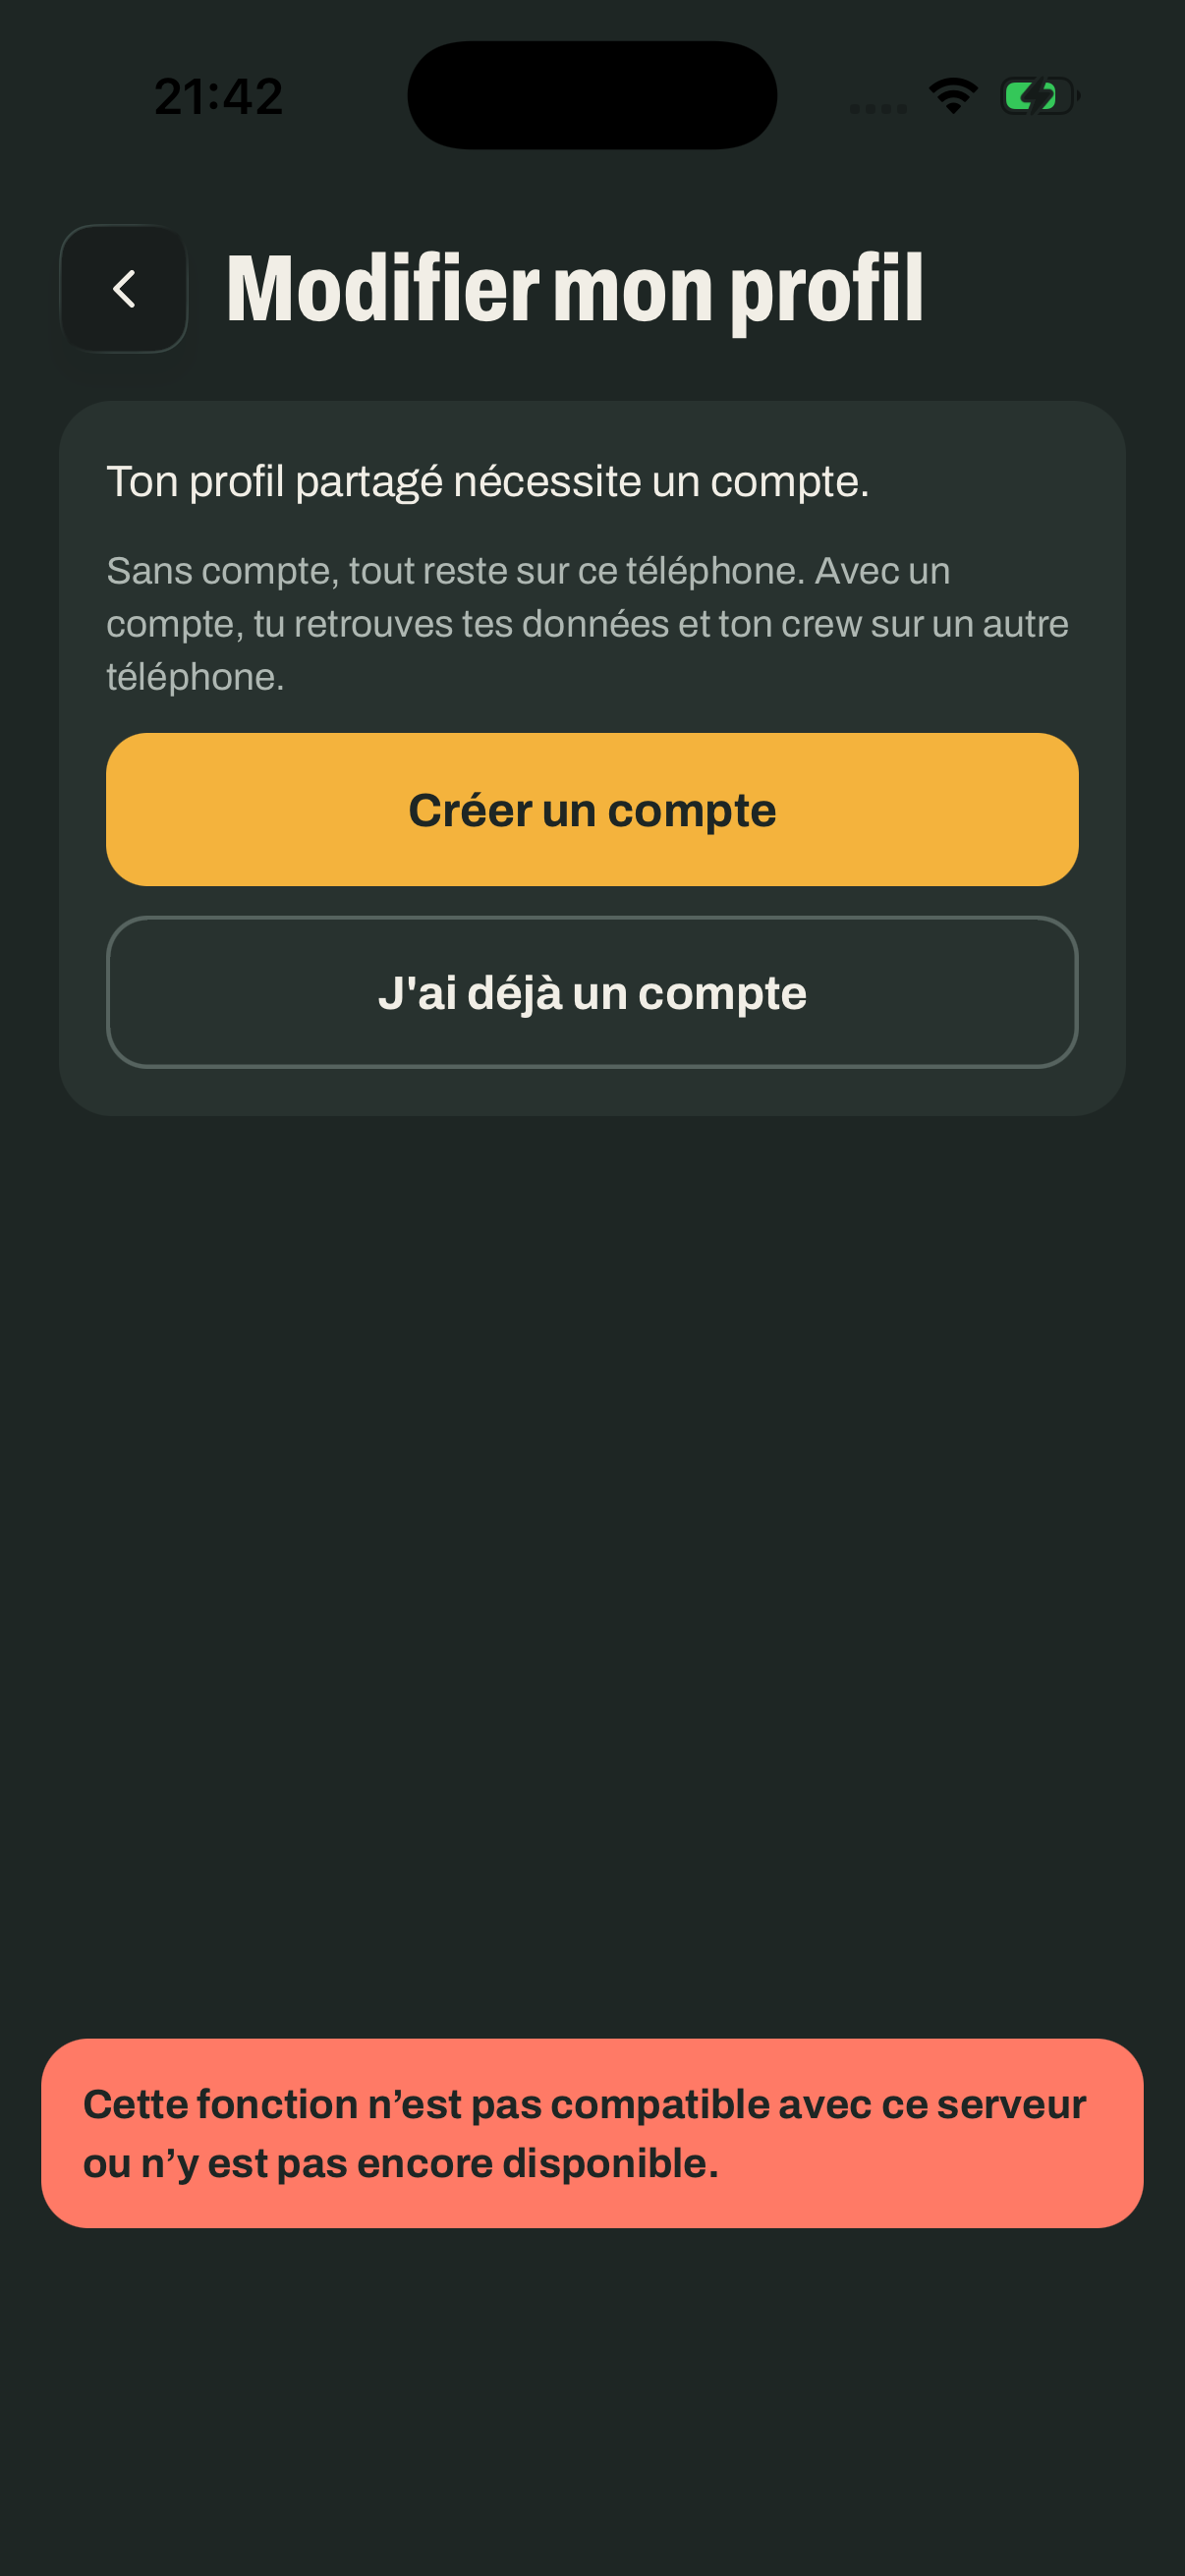 21:42
Modifier mon profil
Ton profil partagé nécessite un compte.
Sans compte, tout reste sur ce téléphone. Avec un
compte, tu retrouves tes données et ton crew sur un autre
téléphone.
Créer un compte
J'ai déjà un compte
Cette fonction n’est pas compatible avec ce serveur
ou n’y est pas encore disponible.